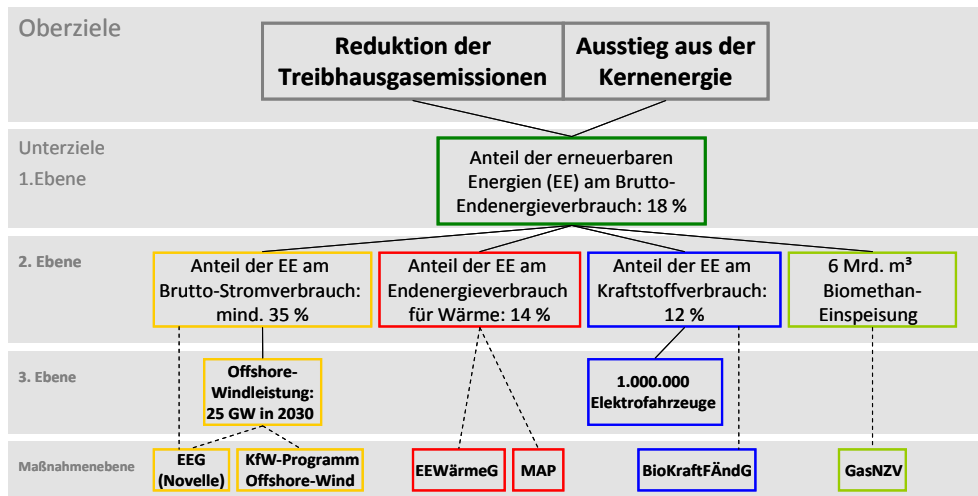 Oberziele
Reduktion der
Treibhausgasemissionen
Ausstieg aus der
Kernenergie
Unterziele
1.Ebene
Anteil der erneuerbaren
Energien (EE) am Brutto-
Endenergieverbrauch: 18 %
2. Ebene
Anteil der EE am
Brutto-Stromverbrauch:
mind. 35 %
Anteil der EE am
Endenergieverbrauch
für Wärme: 14 %
Anteil der EE am
Kraftstoffverbrauch:
12 %
6 Mrd. m³
Biomethan-
Einspeisung
3. Ebene
Offshore-
Windleistung:
25 GW in 2030
1.000.000
Elektrofahrzeuge
Maßnahmenebene
EEG
(Novelle)
KfW-Programm
Offshore-Wind
EEWärmeG
MAP
BioKraftFÄndG
GasNZV